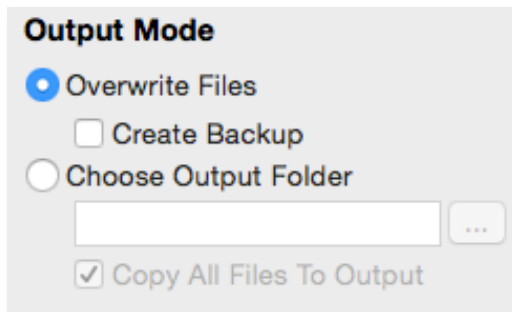 Output Mode
Overwrite Files
Create Backup
Choose Output Folder
...
Copy All Files To Output